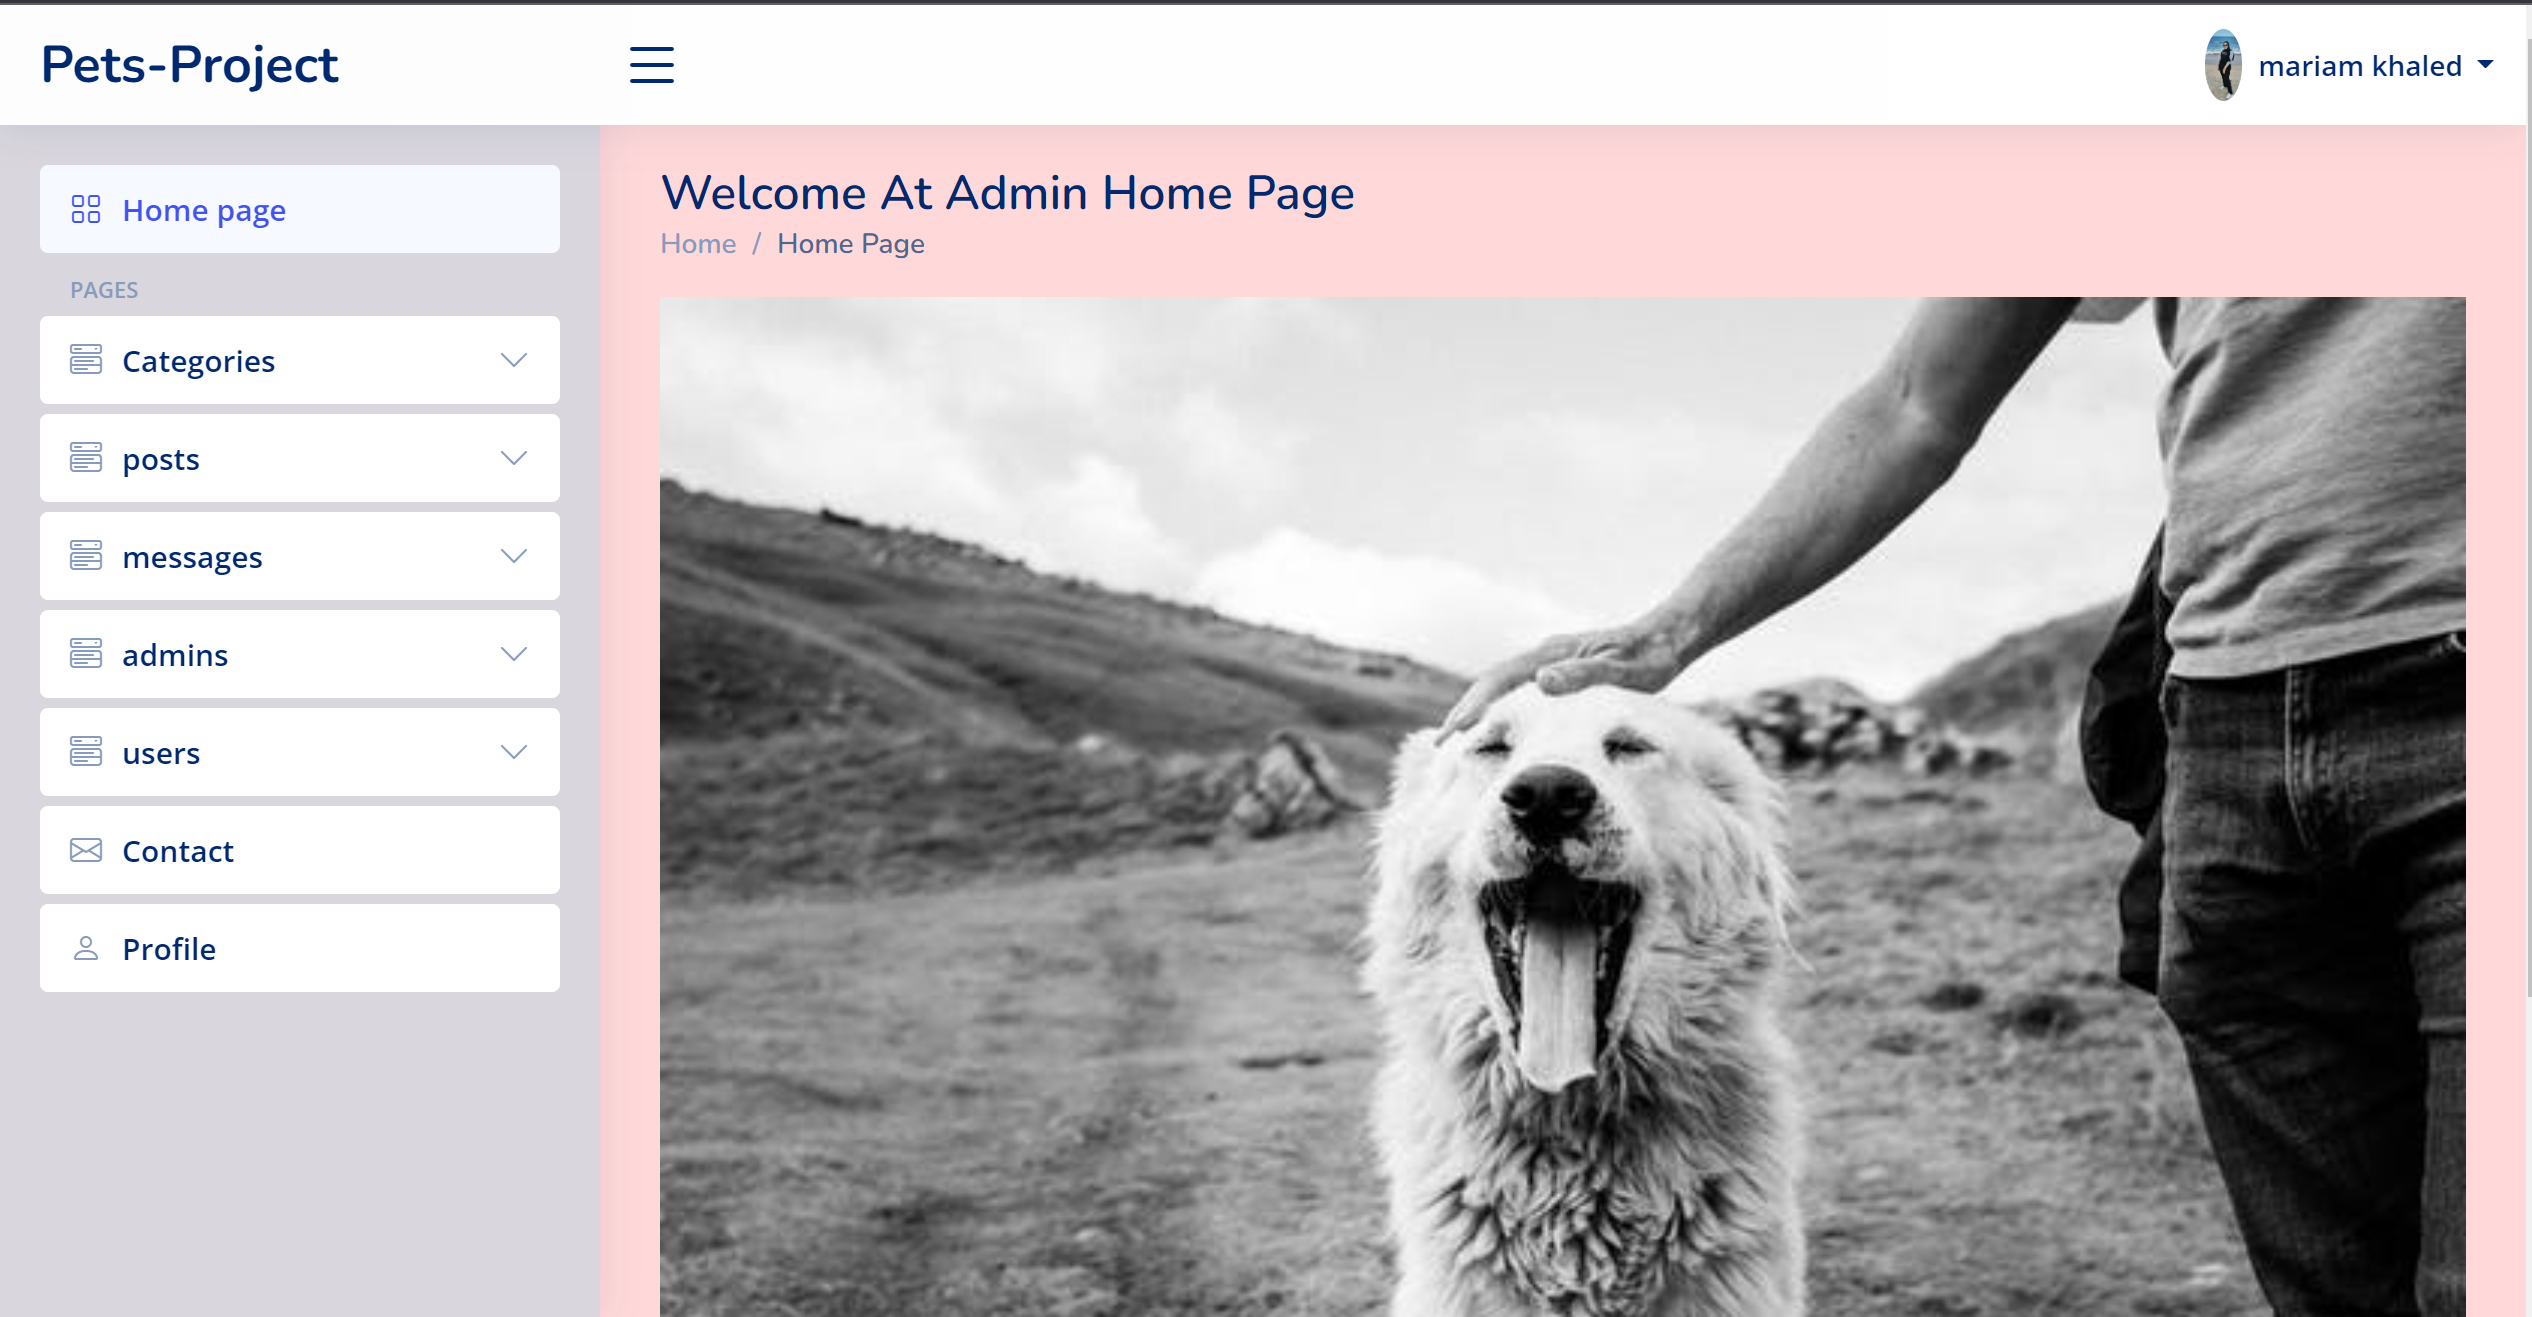 Pets-Project
mariam khaled
Home page
PAGES
Categories
posts
messages
admins
users
Contact
Profile
Welcome At Admin Home Page
Home / Home Page